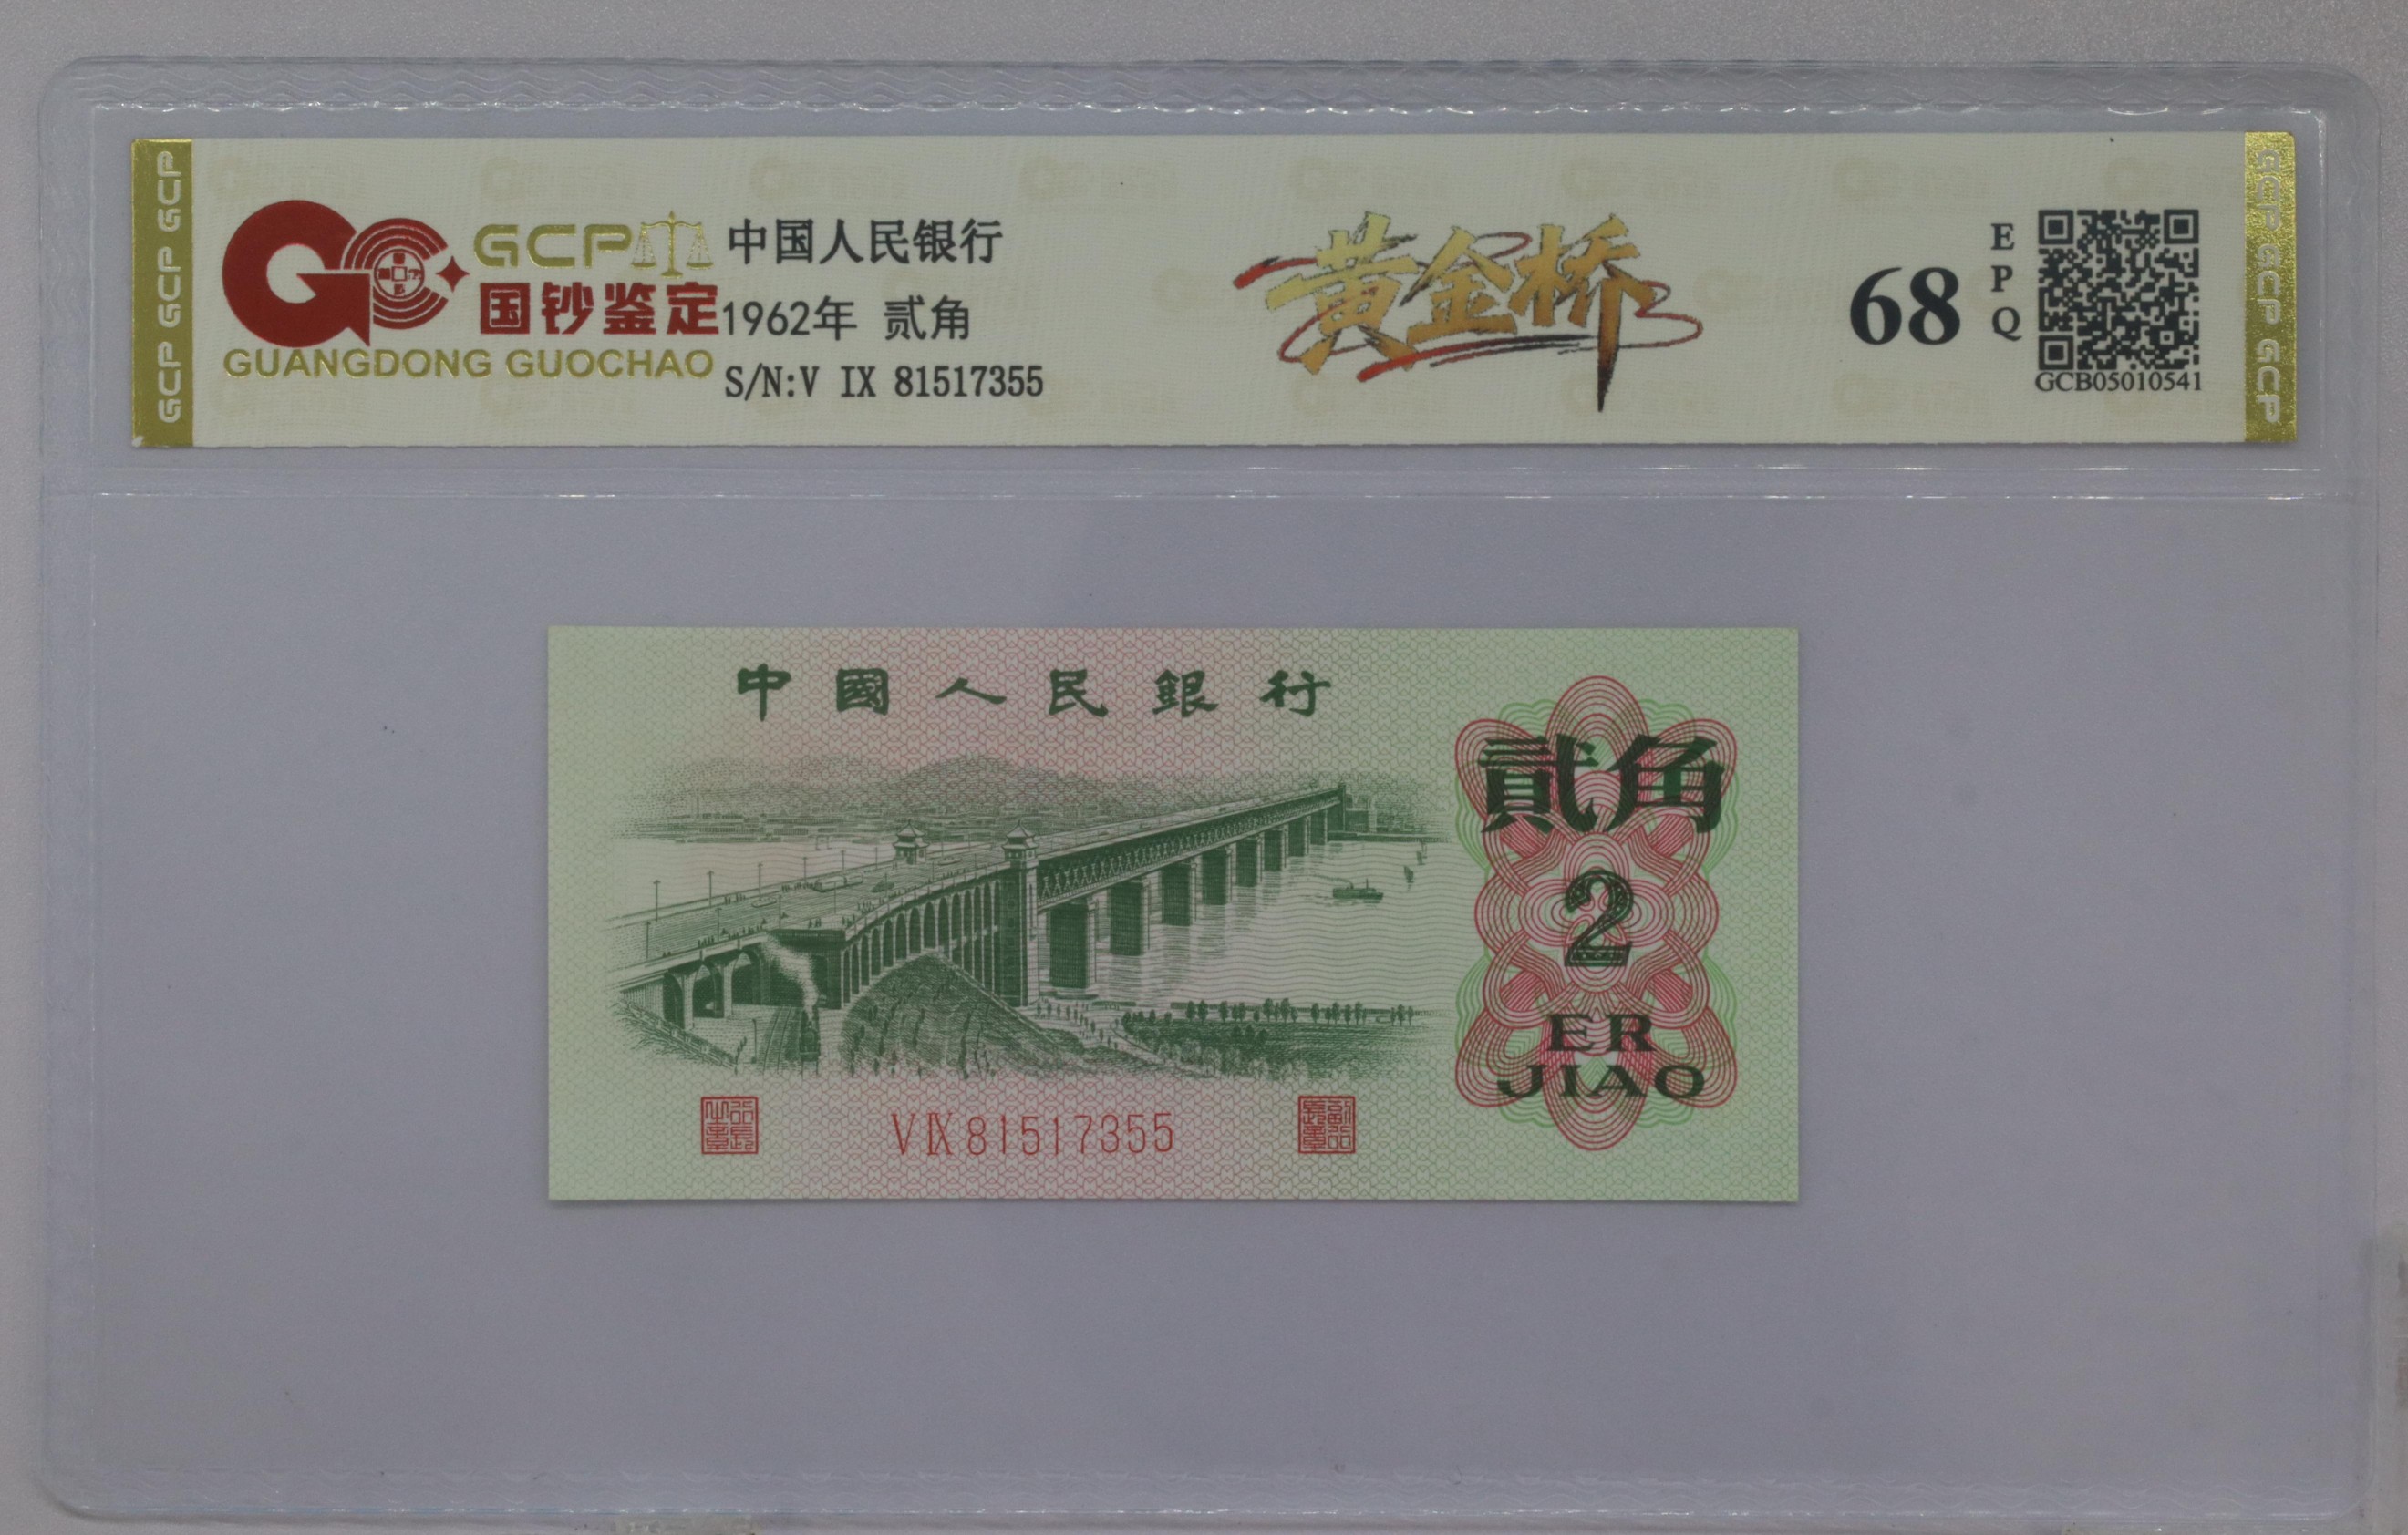 GCP GCP GCP
GCP
国钞鉴定
GUANGDONG GUOCHAO
中国人民银行
1962年 贰角
S/N:V IX 81517355
黄金桥
68
EPQ
GCB05010541
GCP GCP GCP GCP
中國人民銀行
貳角
2
ER
JIAO
VIX81517355